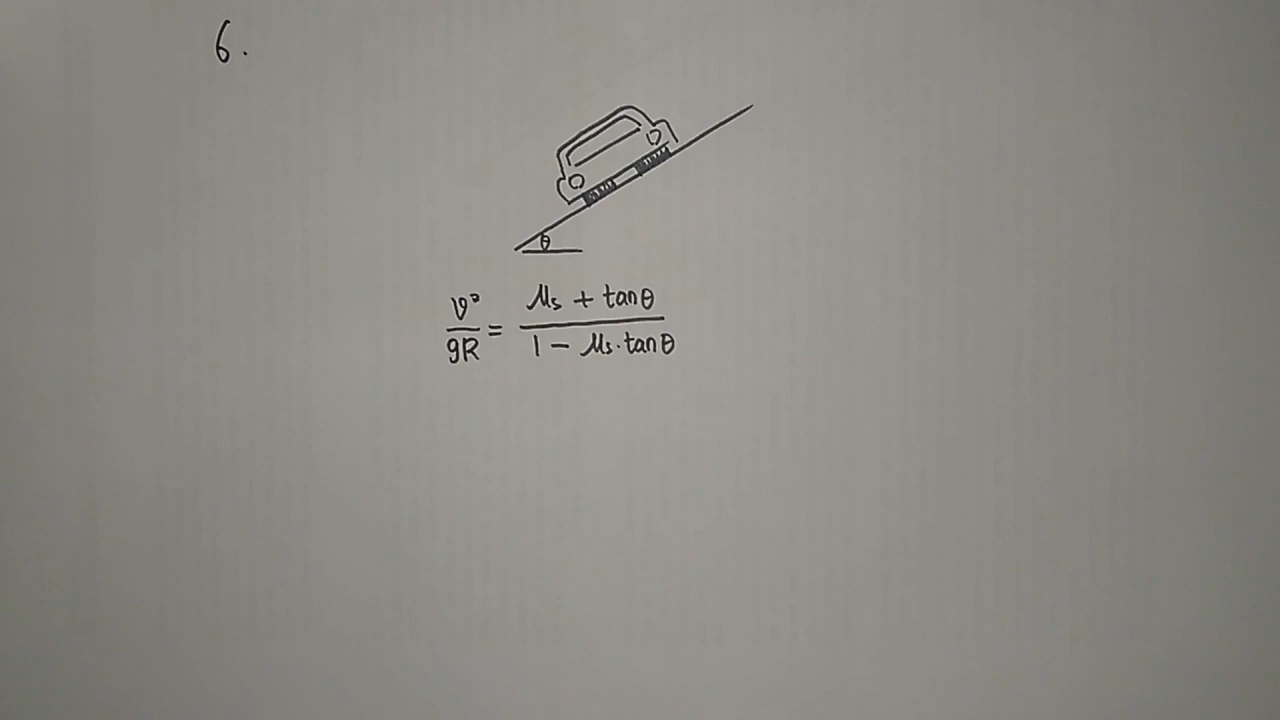 6.
θ
v²/gR = (μs + tanθ)/(1 − μs·tanθ)